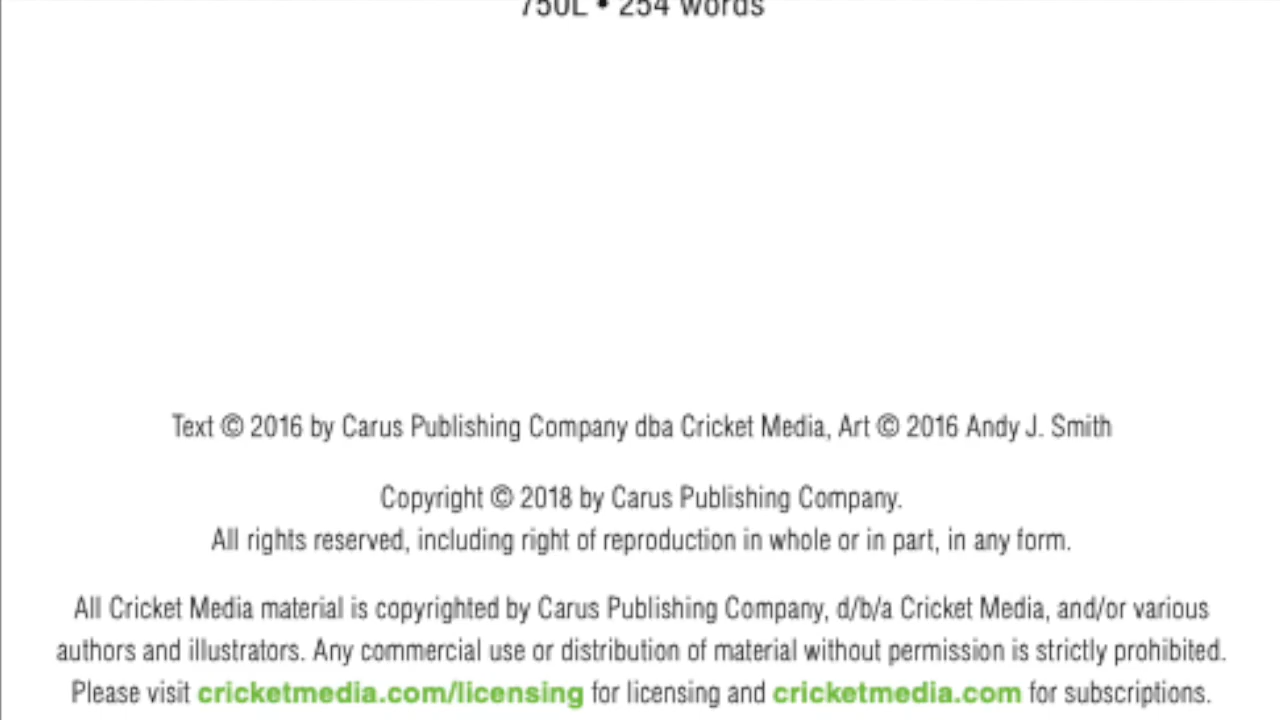 750L • 254 words
Text © 2016 by Carus Publishing Company dba Cricket Media, Art © 2016 Andy J. Smith
Copyright © 2018 by Carus Publishing Company.
All rights reserved, including right of reproduction in whole or in part, in any form.
All Cricket Media material is copyrighted by Carus Publishing Company, d/b/a Cricket Media, and/or various
authors and illustrators. Any commercial use or distribution of material without permission is strictly prohibited.
Please visit cricketmedia.com/licensing for licensing and cricketmedia.com for subscriptions.